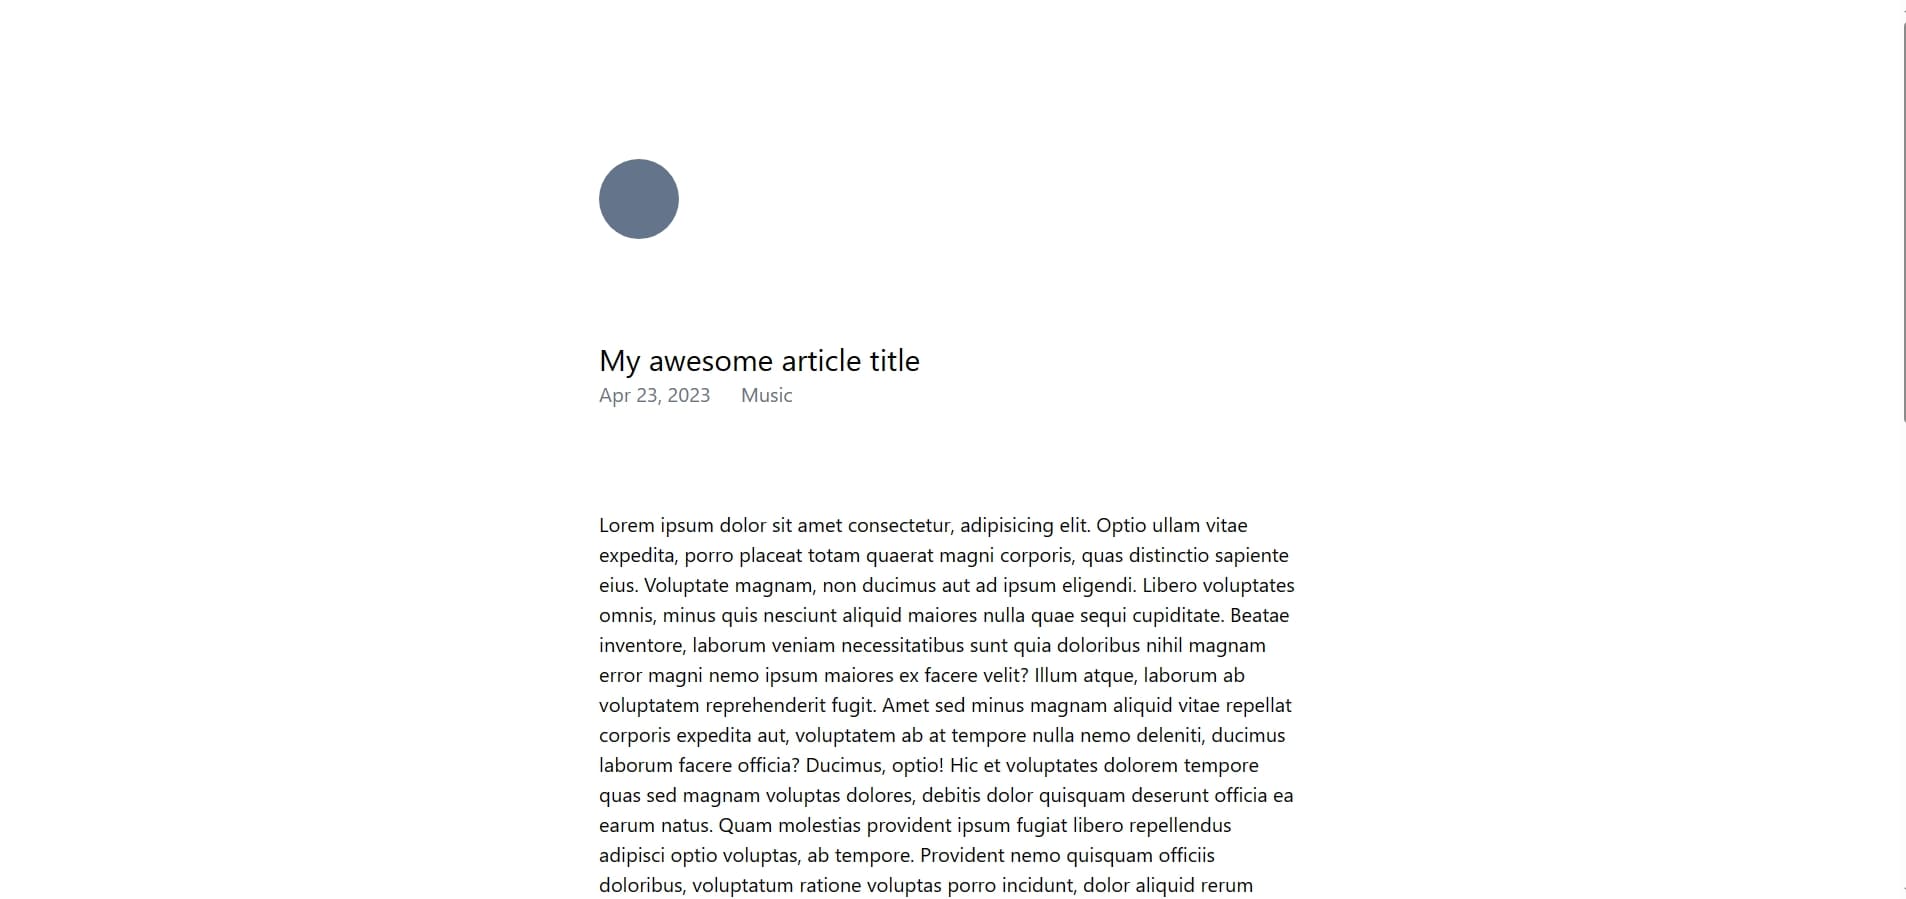 My awesome article title
Apr 23, 2023 Music
Lorem ipsum dolor sit amet consectetur, adipisicing elit. Optio ullam vitae
expedita, porro placeat totam quaerat magni corporis, quas distinctio sapiente
eius. Voluptate magnam, non ducimus aut ad ipsum eligendi. Libero voluptates
omnis, minus quis nesciunt aliquid maiores nulla quae sequi cupiditate. Beatae
inventore, laborum veniam necessitatibus sunt quia doloribus nihil magnam
error magni nemo ipsum maiores ex facere velit? Illum atque, laborum ab
voluptatem reprehenderit fugit. Amet sed minus magnam aliquid vitae repellat
corporis expedita aut, voluptatem ab at tempore nulla nemo deleniti, ducimus
laborum facere officia? Ducimus, optio! Hic et voluptates dolorem tempore
quas sed magnam voluptas dolores, debitis dolor quisquam deserunt officia ea
earum natus. Quam molestias provident ipsum fugiat libero repellendus
adipisci optio voluptas, ab tempore. Provident nemo quisquam officiis
doloribus, voluptatum ratione voluptas porro incidunt, dolor aliquid rerum